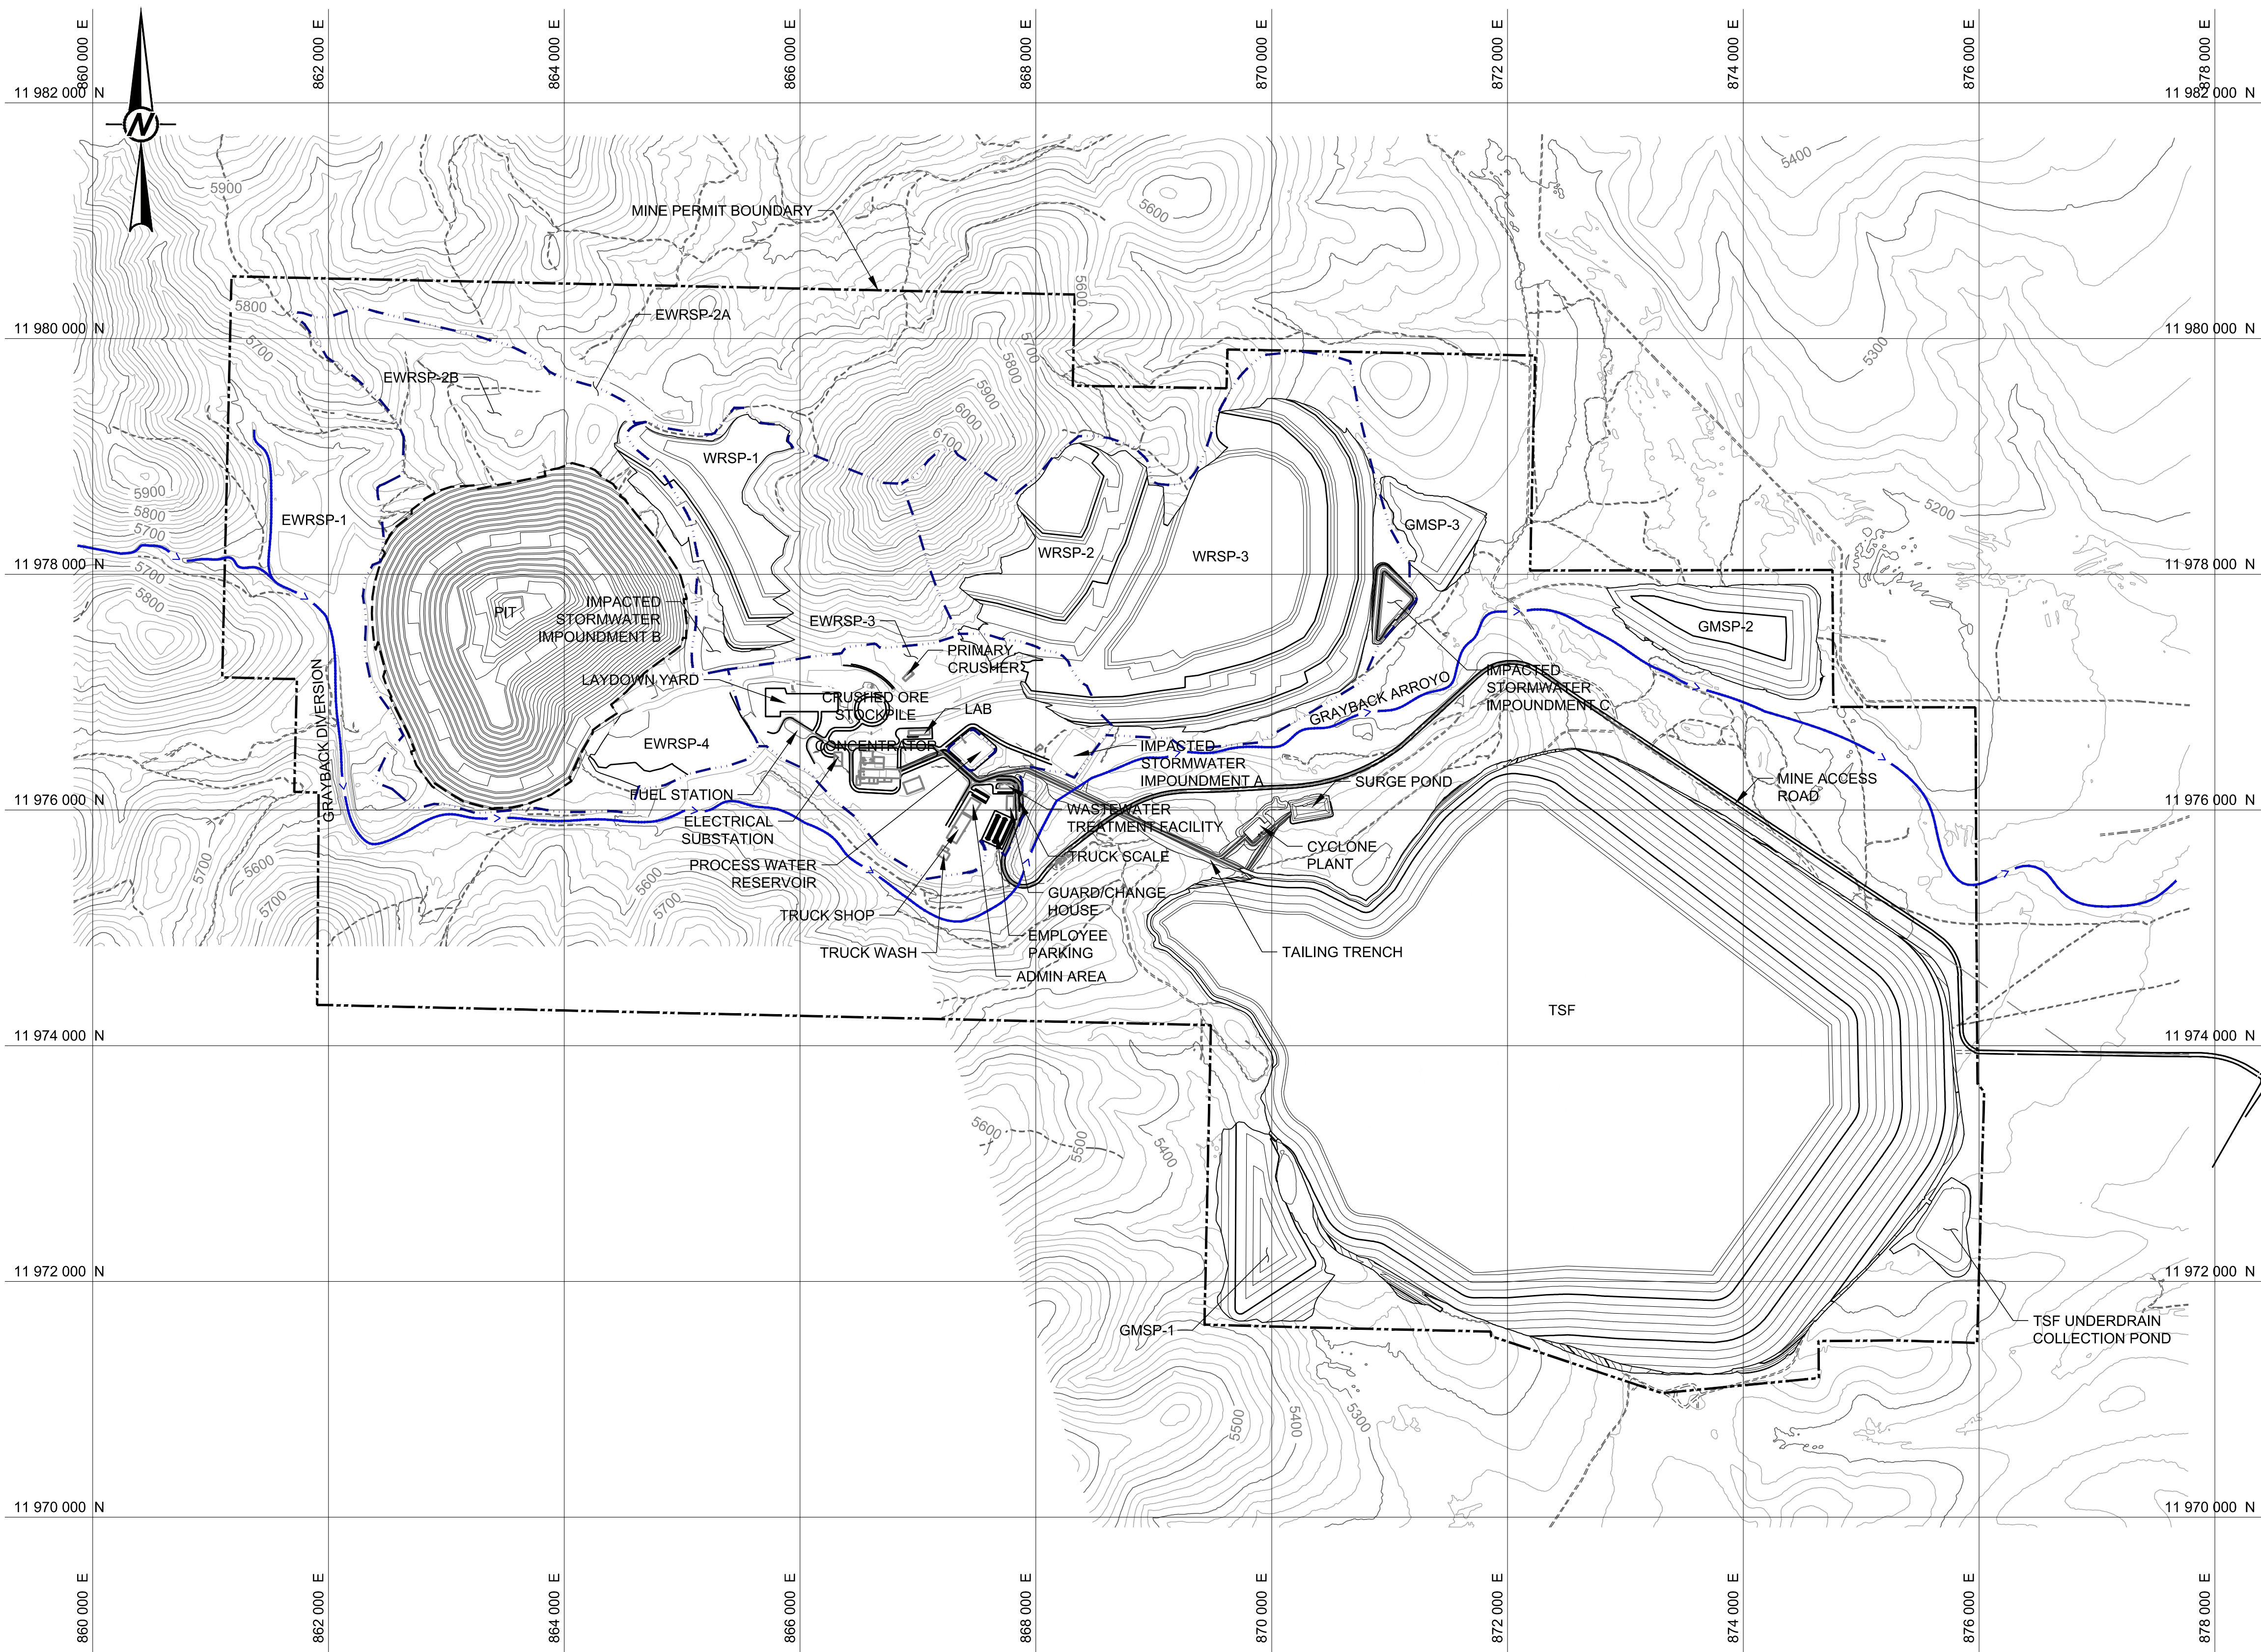 860 000 E
862 000 E
864 000 E
866 000 E
868 000 E
870 000 E
872 000 E
874 000 E
876 000 E
878 000 E
11 982 000 N
11 982 000 N
N
5400
5900
MINE PERMIT BOUNDARY
5600
5600
5800
EWRSP-2A
11 980 000 N
11 980 000 N
5700
5700
5300
5800
EWRSP-2B
5900
6000
6100
WRSP-1
5900
5800
5700
EWRSP-1
5200
GMSP-3
WRSP-2
WRSP-3
11 978 000 N
11 978 000 N
5700
5800
PIT
IMPACTED
STORMWATER
IMPOUNDMENT B
EWRSP-3
GMSP-2
PRIMARY
CRUSHER
IMPACTED
STORMWATER
IMPOUNDMENT C
LAYDOWN YARD
GRAYBACK ARROYO
CRUSHED ORE
STOCKPILE
LAB
GRAYBACK DIVERSION
EWRSP-4
CONCENTRATOR
IMPACTED
STORMWATER
IMPOUNDMENT A
MINE ACCESS
ROAD
SURGE POND
FUEL STATION
11 976 000 N
11 976 000 N
WASTEWATER
TREATMENT FACILITY
ELECTRICAL
SUBSTATION
CYCLONE
PLANT
TRUCK SCALE
PROCESS WATER
RESERVOIR
5700
5600
5700
5600
5700
GUARD/CHANGE
HOUSE
TRUCK SHOP
EMPLOYEE
PARKING
TRUCK WASH
TAILING TRENCH
ADMIN AREA
TSF
11 974 000 N
11 974 000 N
5600
5500
5400
11 972 000 N
11 972 000 N
GMSP-1
TSF UNDERDRAIN
COLLECTION POND
5500
5400
5300
11 970 000 N
11 970 000 N
860 000 E
862 000 E
864 000 E
866 000 E
868 000 E
870 000 E
872 000 E
874 000 E
876 000 E
878 000 E